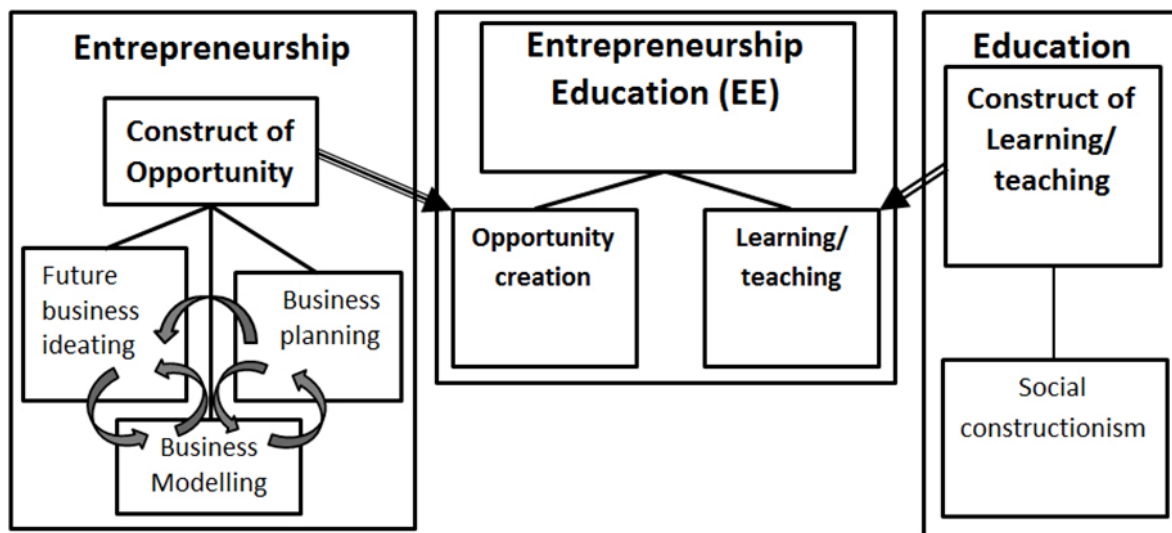 Entrepreneurship
Construct of
Opportunity
Future
business
ideating
Business
planning
Business
Modelling
Entrepreneurship
Education (EE)
Opportunity
creation
Learning/
teaching
Education
Construct of
Learning/
teaching
Social
constructionism